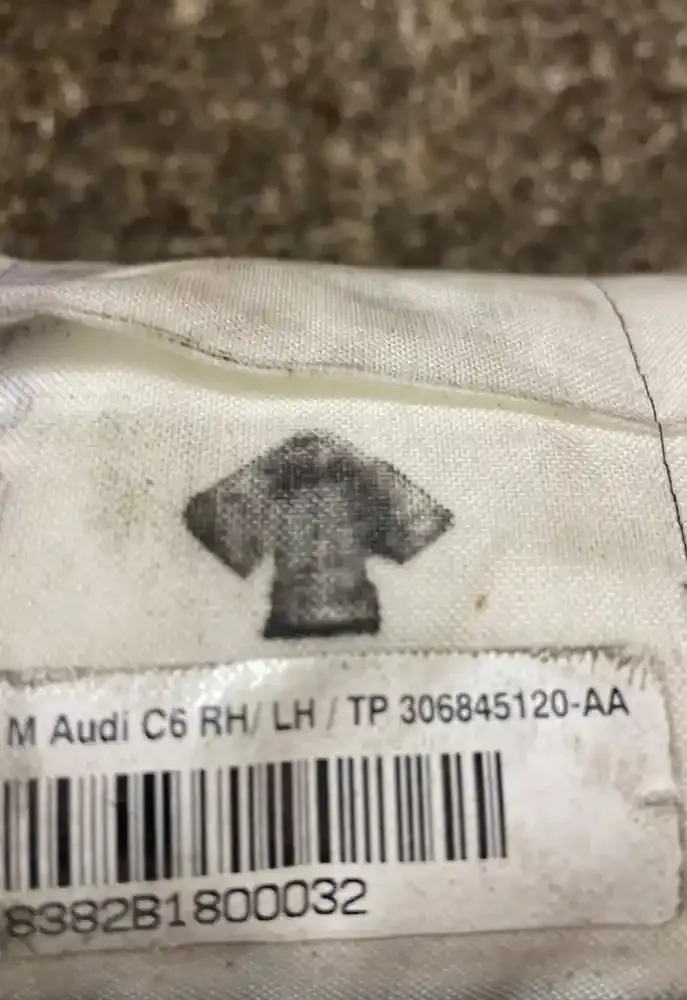 M Audi C6 RH/ LH / TP 306845120-AA
8382B1800032